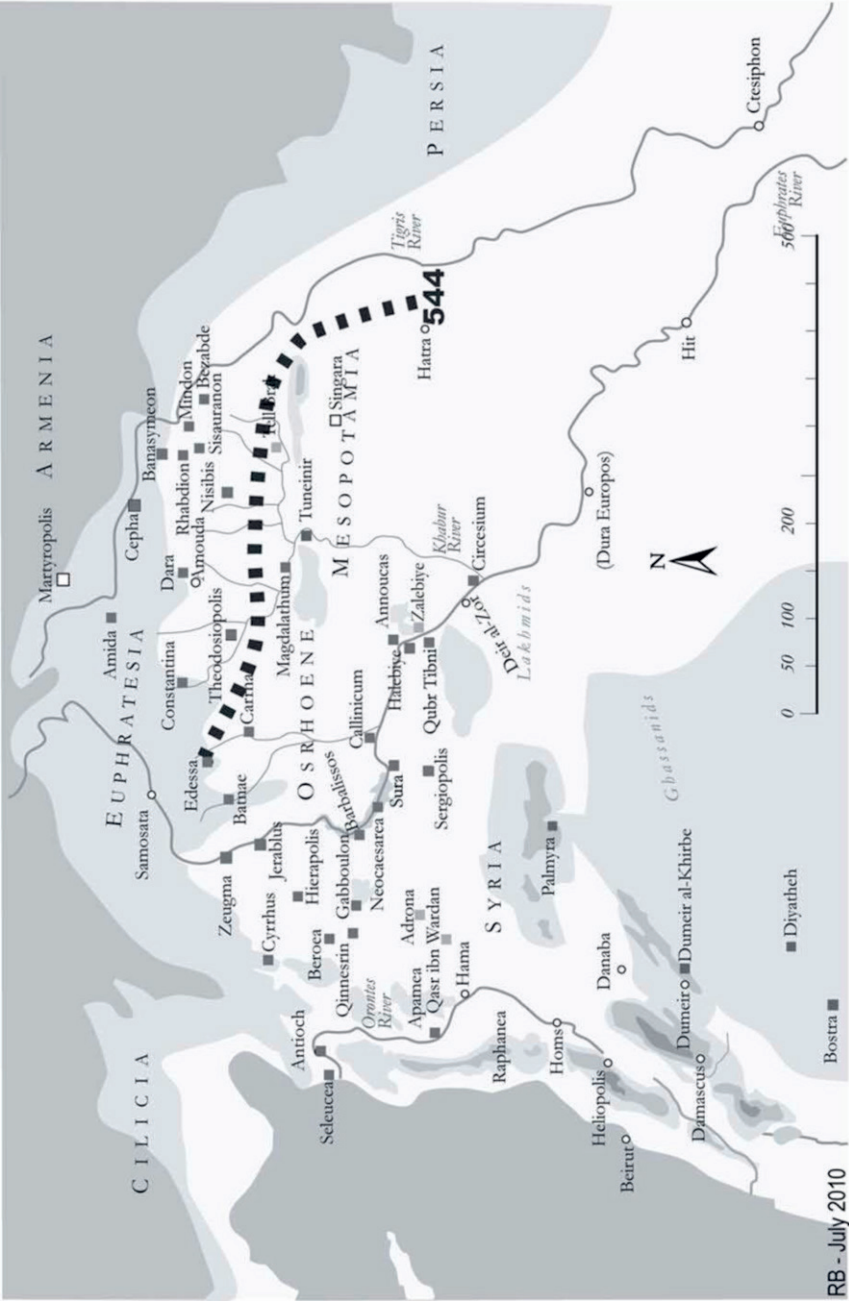 ARMENIA
Martyropolis
Amida
EUPHRATESIA
Cepha
CILICIA
Samosata
Banasymeon
Constantina
Dara
Rhabdion
Mindon
Edessa
Amouda
Nisibis
Bezabde
Sisauranon
Theodosiopolis
Zeugma
Batnae
Carrhae
Cyrrhus
Jerablus
Magdalathum
Antioch
Hierapolis
OSRHOENE
Tuneinir
Beroea
Seleucea
Gabboulon
Barbalissos
MESOPOTAMIA
Singara
Qinnesrin
Callinicum
Orontes
River
Neocaesarea
Annoucas
Sura
Halebiye
Tigris
River
Adrona
Apamea
Zalebiye
Hatra
544
PERSIA
Qasr ibn Wardan
Qubr Tibni
Sergiopolis
Khabur
River
Hama
Circesium
SYRIA
Raphanea
Deir al-Zor
Lakhmids
Palmyra
Homs
Heliopolis
Danaba
(Dura Europos)
Beirut
N
Ghassanids
Dumeir
Dumeir al-Khirbe
Hit
Damascus
Ctesiphon
Diyatheh
Euphrates
River
0
50
100
200
500
Bostra
RB - July 2010